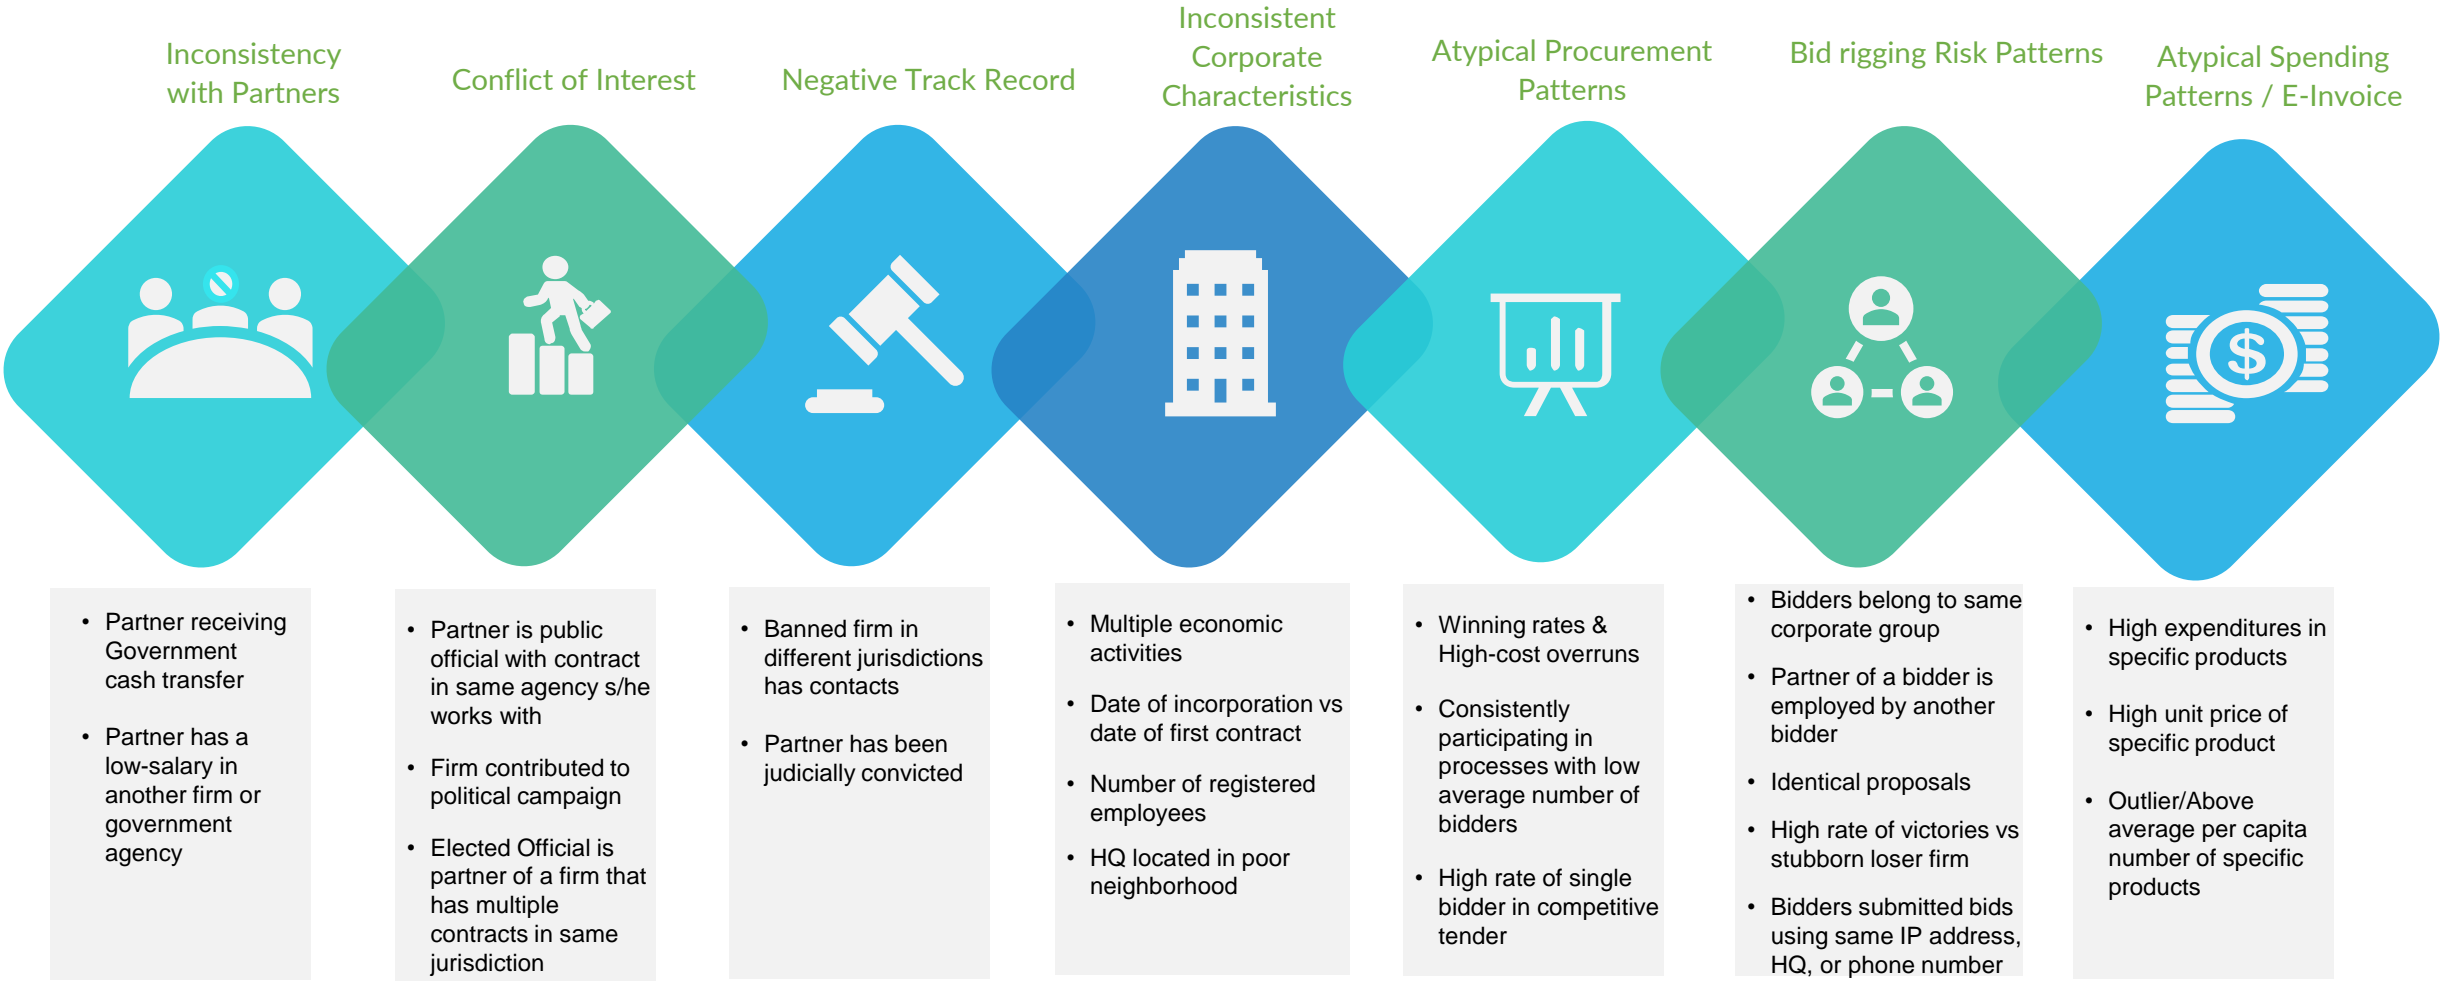 Inconsistency
with Partners
Conflict of Interest
Negative Track Record
Inconsistent
Corporate
Characteristics
Atypical Procurement
Patterns
Bid rigging Risk Patterns
Atypical Spending
Patterns / E-Invoice
$
• Partner receiving
Government
cash transfer
• Partner has a
low-salary in
another firm or
government
agency
• Partner is public
official with contract
in same agency s/he
works with
• Firm contributed to
political campaign
• Elected Official is
partner of a firm that
has multiple
contracts in same
jurisdiction
• Banned firm in
different jurisdictions
has contacts
• Partner has been
judicially convicted
• Multiple economic
activities
• Date of incorporation vs
date of first contract
• Number of registered
employees
• HQ located in poor
neighborhood
• Winning rates &
High-cost overruns
• Consistently
participating in
processes with low
average number of
bidders
• High rate of single
bidder in competitive
tender
• Bidders belong to same
corporate group
• Partner of a bidder is
employed by another
bidder
• Identical proposals
• High rate of victories vs
stubborn loser firm
• Bidders submitted bids
using same IP address,
HQ, or phone number
• High expenditures in
specific products
• High unit price of
specific product
• Outlier/Above
average per capita
number of specific
products